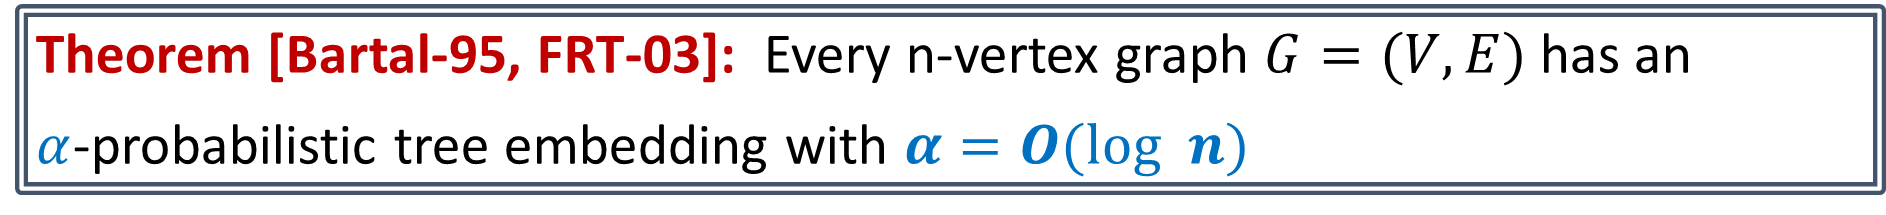 Theorem [Bartal-95, FRT-03]: Every n-vertex graph G = (V, E) has an
α-probabilistic tree embedding with α = O(log n)